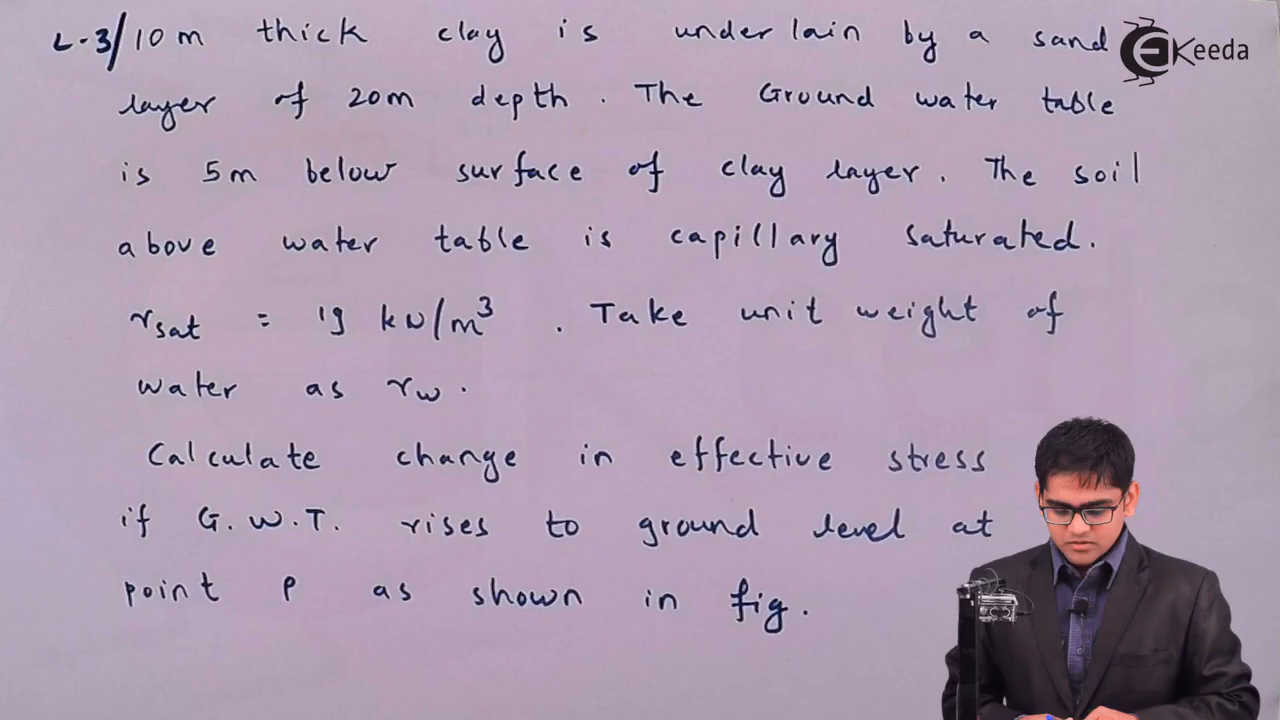 L-3/ 10 m thick clay is underlain by a sand
layer of 20m depth. The Ground water table
is 5m below surface of clay layer. The soil
above water table is capillary saturated.
γsat = 19 kN/m³. Take unit weight of
water as γw.
Calculate change in effective stress
if G.W.T. rises to ground level at
point P as shown in fig.
EKeeda